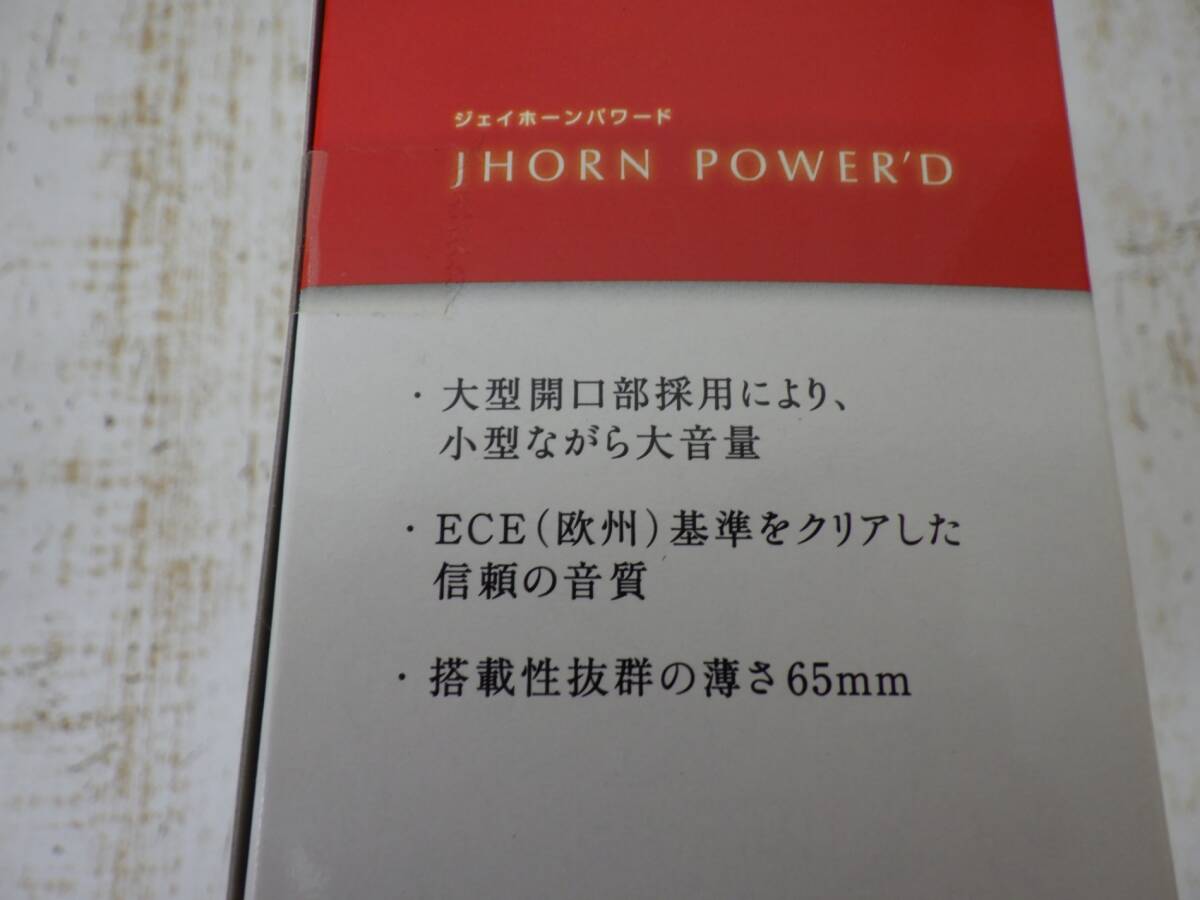 ジェイホーンパワード
JHORN POWER'D
・大型開口部採用により、
小型ながら大音量
・ECE(欧州)基準をクリアした
信頼の音質
・搭載性抜群の薄さ65mm